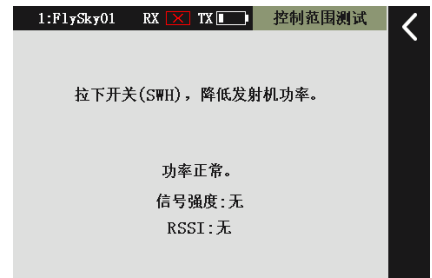 1:FlySky01 RX TX 控制范围测试
拉下开关(SWH)，降低发射机功率。
功率正常。
信号强度:无
RSSI:无